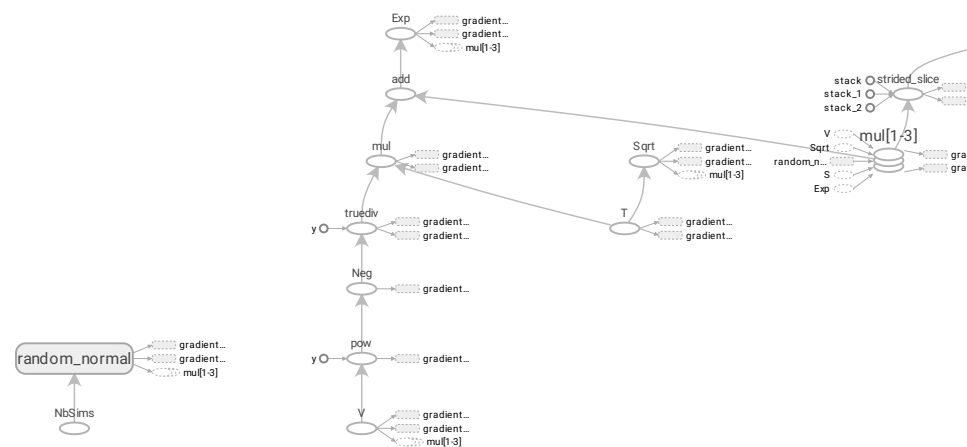 Exp
gradient...
gradient...
mul[1-3]
add
stack
stack_1
stack_2
strided_slice
mul
gradient...
gradient...
Sqrt
gradient...
gradient...
mul[1-3]
mul[1-3]
V
Sqrt
random_n...
S
Exp
gra
gra
truediv
y
gradient...
gradient...
T
gradient...
gradient...
Neg
gradient...
random_normal
gradient...
gradient...
mul[1-3]
pow
y
gradient...
NbSims
V
gradient...
gradient...
mul[1-3]